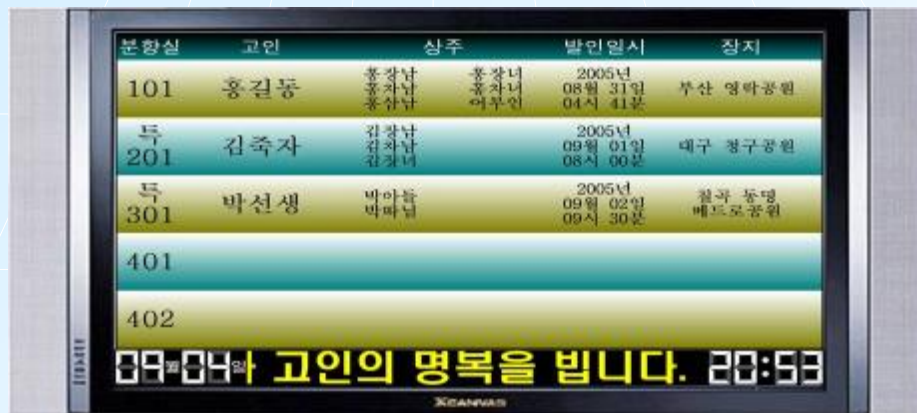 분향실 고인 상주 발인일시 장지
101 홍길동 홍장남 홍장녀 2005년 부산 영락공원
홍차남 홍차녀 08월 31일
홍삼남 어부인 04시 41분
특 201 김죽자 김장남 2005년 대구 청구공원
김차남 09월 01일
김장녀 08시 00분
특 301 박선생 박아들 2005년 칠곡 동명
박따님 09월 02일 베드로공원
09시 30분
401
402
09월 04일 고인의 명복을 빕니다. 20:53
XCANVAS